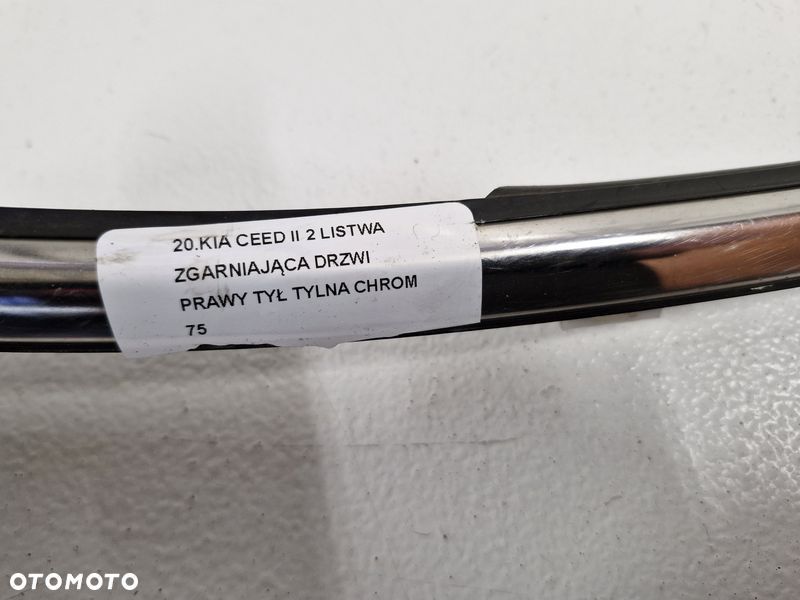 20.KIA CEED II 2 LISTWA
ZGARNIAJĄCA DRZWI
PRAWY TYŁ TYLNA CHROM
75
OTOMOTO